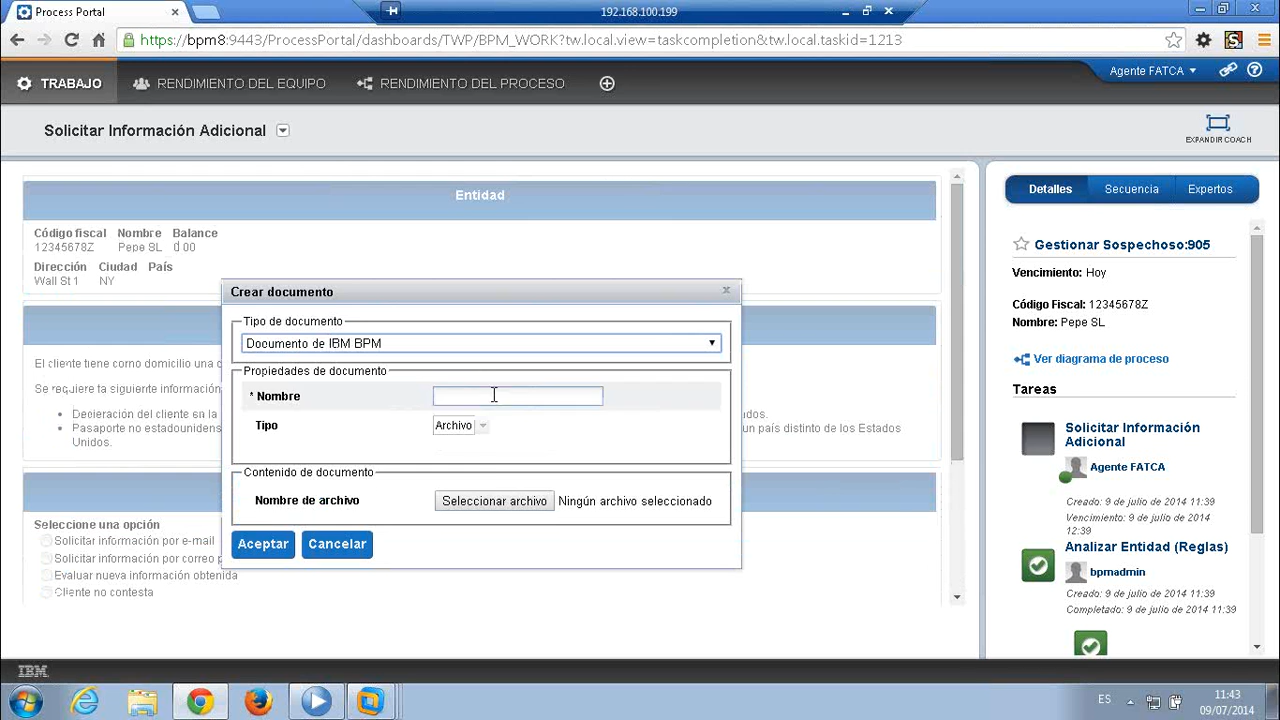 Process Portal
192.168.100.199
https://bpm8:9443/ProcessPortal/dashboards/TWP/BPM_WORK?tw.local.view=taskcompletion&tw.local.taskid=1213
TRABAJO
RENDIMIENTO DEL EQUIPO
RENDIMIENTO DEL PROCESO
Agente FATCA
Solicitar Información Adicional
EXPANDIR COACH
Entidad
Código fiscal Nombre Balance
12345678Z Pepe SL d 00
Dirección Ciudad País
Wall St 1 NY
El cliente tiene como domicilio una d
Se requiere la siguiente información
Decleración del cliente en la
dos.
Pasaporte no estadounidens
un país distinto de los Estados
Unidos.
Seleccione una opción
Solicitar información por e-mail
Solicitar información por correo p
Evaluar nueva información obtenida
Cliente no contesta
Crear documento
Tipo de documento
Documento de IBM BPM
Propiedades de documento
* Nombre
Tipo
Archivo
Contenido de documento
Nombre de archivo
Seleccionar archivo
Ningún archivo seleccionado
Aceptar
Cancelar
Detalles
Secuencia
Expertos
Gestionar Sospechoso:905
Vencimiento: Hoy
Código Fiscal: 12345678Z
Nombre: Pepe SL
Ver diagrama de proceso
Tareas
Solicitar Información
Adicional
Agente FATCA
Creado: 9 de julio de 2014 11:39
Vencimiento: 9 de julio de 2014
12:39
Analizar Entidad (Reglas)
bpmadmin
Creado: 9 de julio de 2014 11:39
Completado: 9 de julio de 2014 11:39
IBM
ES
11:43
09/07/2014